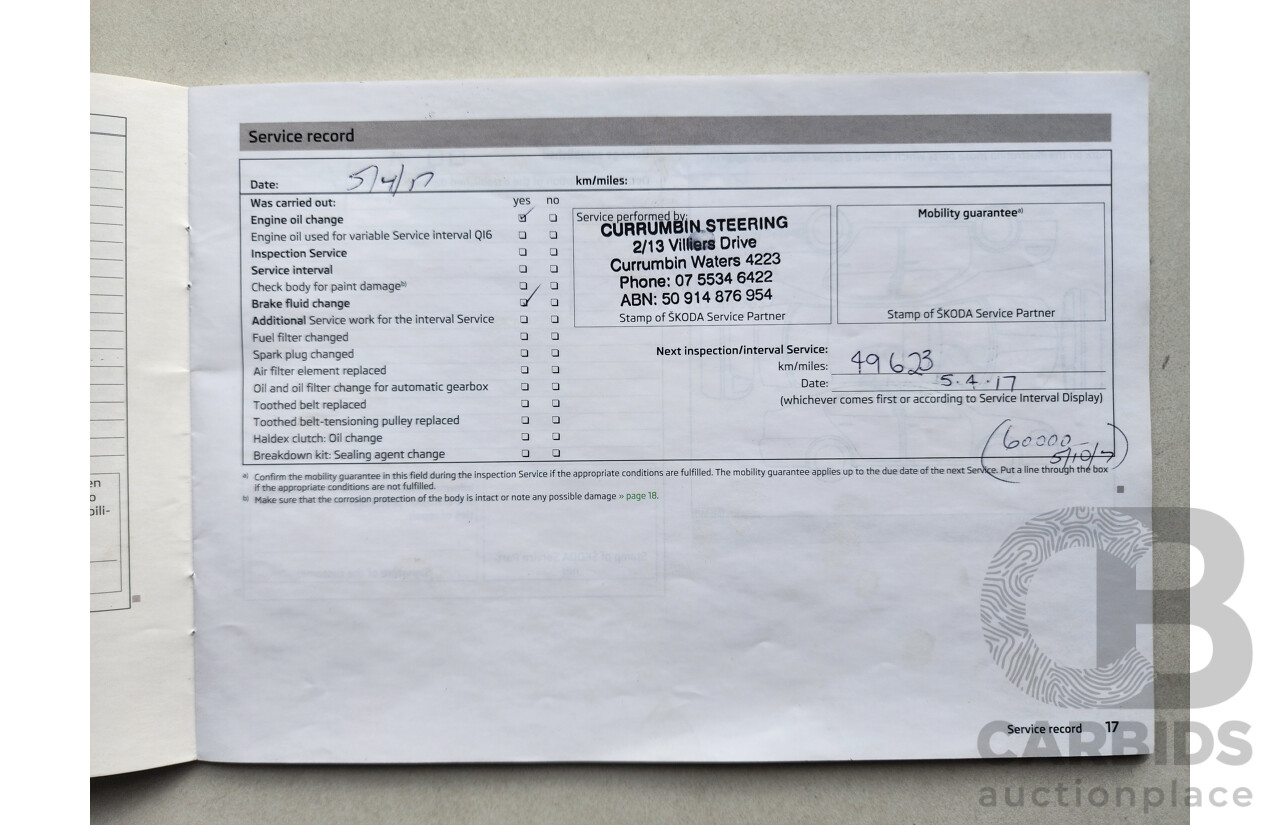 Service record
Date: 5/4/17 km/miles:
Was carried out: yes no
Engine oil change
Engine oil used for variable Service interval QI6
Inspection Service
Service interval
Check body for paint damageᵇ⁾
Brake fluid change
Additional Service work for the interval Service
Fuel filter changed
Spark plug changed
Air filter element replaced
Oil and oil filter change for automatic gearbox
Toothed belt replaced
Toothed belt-tensioning pulley replaced
Haldex clutch: Oil change
Breakdown kit: Sealing agent change
Service performed by:
CURRUMBIN STEERING
2/13 Villiers Drive
Currumbin Waters 4223
Phone: 07 5534 6422
ABN: 50 914 876 954
Stamp of ŠKODA Service Partner
Mobility guaranteeᵃ⁾
Stamp of ŠKODA Service Partner
Next inspection/interval Service:
km/miles: 49623
Date: 5.4.17
(whichever comes first or according to Service Interval Display)
(60000
5/10/17)
ᵃ⁾ Confirm the mobility guarantee in this field during the inspection Service if the appropriate conditions are fulfilled. The mobility guarantee applies up to the due date of the next Service. Put a line through the box
if the appropriate conditions are not fulfilled.
ᵇ⁾ Make sure that the corrosion protection of the body is intact or note any possible damage » page 18.
en
o
bili-
Service record 17
CB
CARBIDS
auctionplace